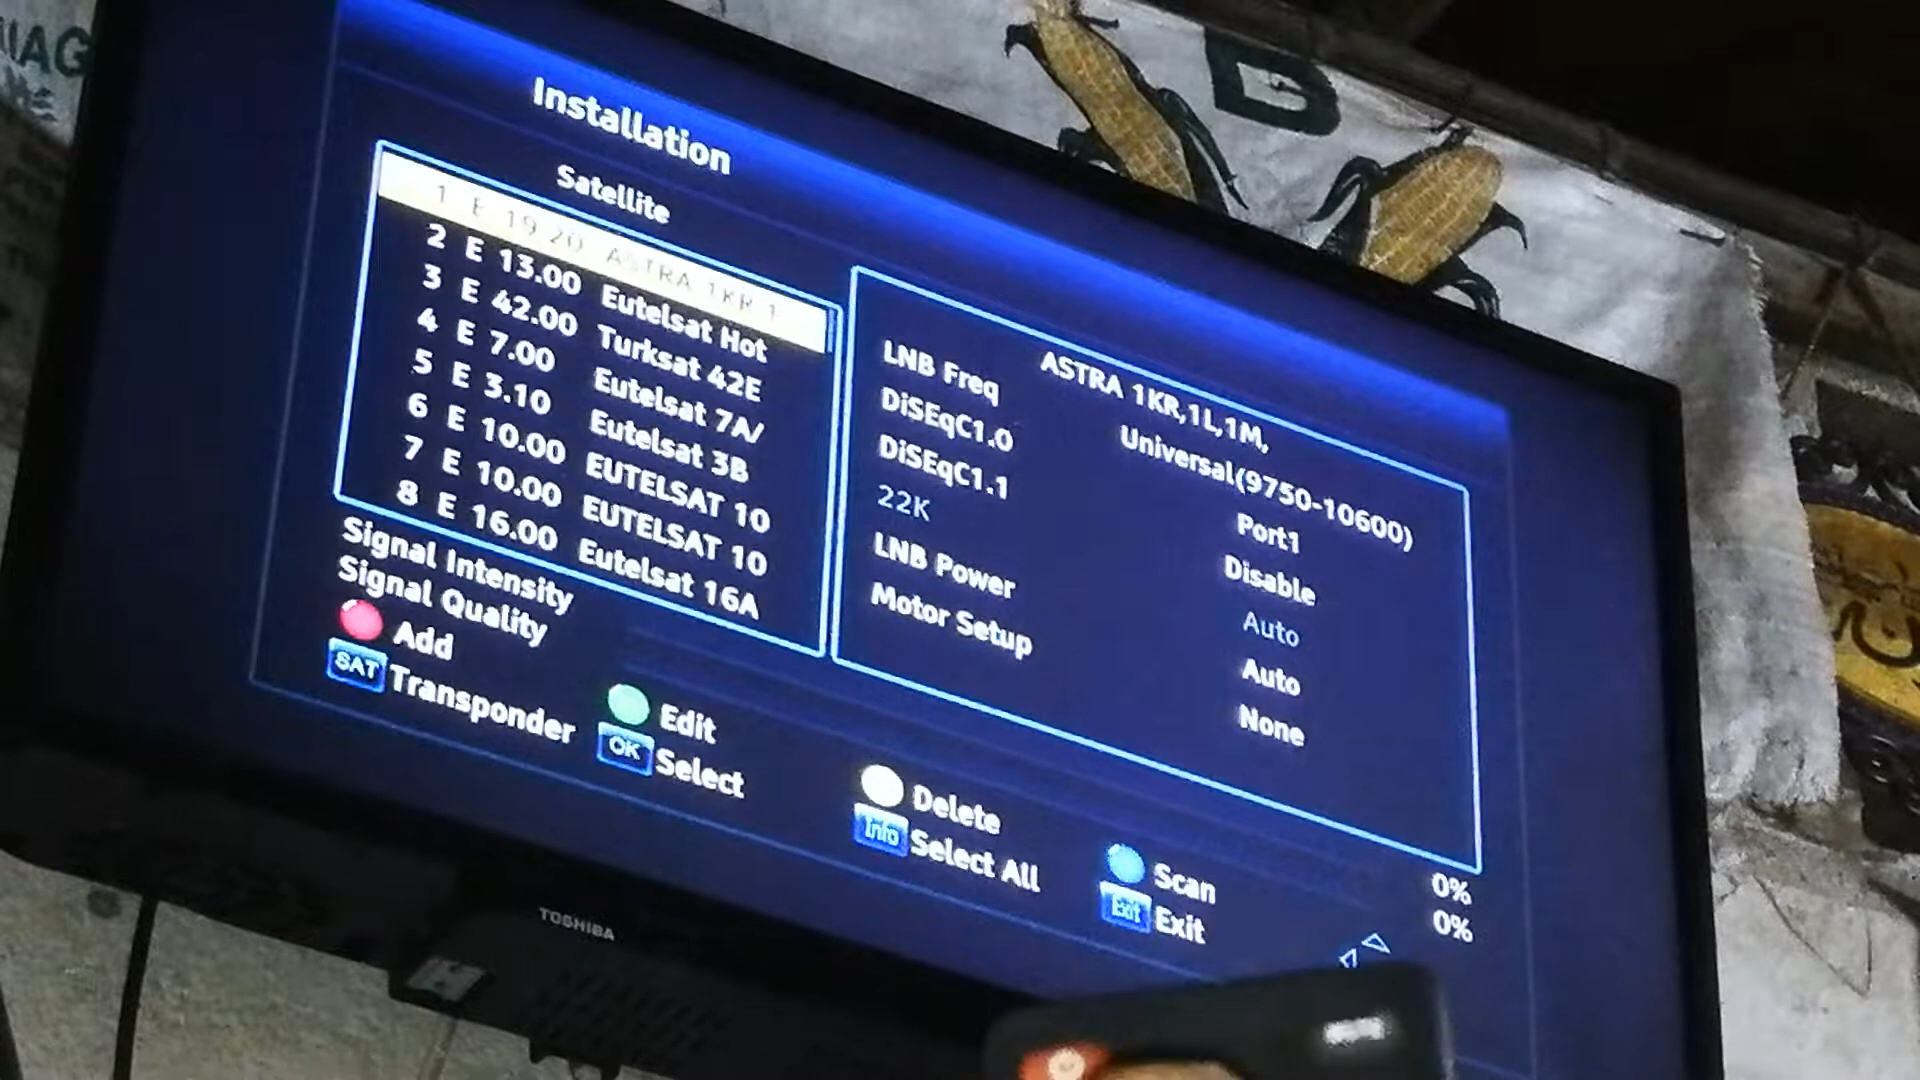 Installation
Satellite
1 E 19.20 ASTRA 1KR 1
2 E 13.00 Eutelsat Hot
3 E 42.00 Turksat 42E
4 E 7.00 Eutelsat 7A/
5 E 3.10 Eutelsat 3B
6 E 10.00 EUTELSAT 10
7 E 10.00 EUTELSAT 10
8 E 16.00 Eutelsat 16A
ASTRA 1KR,1L,1M,
LNB Freq Universal(9750-10600)
DiSEqC1.0 Port1
DiSEqC1.1 Disable
22K Auto
LNB Power Auto
Motor Setup None
Signal Intensity 0%
Signal Quality 0%
Add Edit Delete Scan
SAT Transponder OK Select Info Select All Exit Exit
TOSHIBA
B